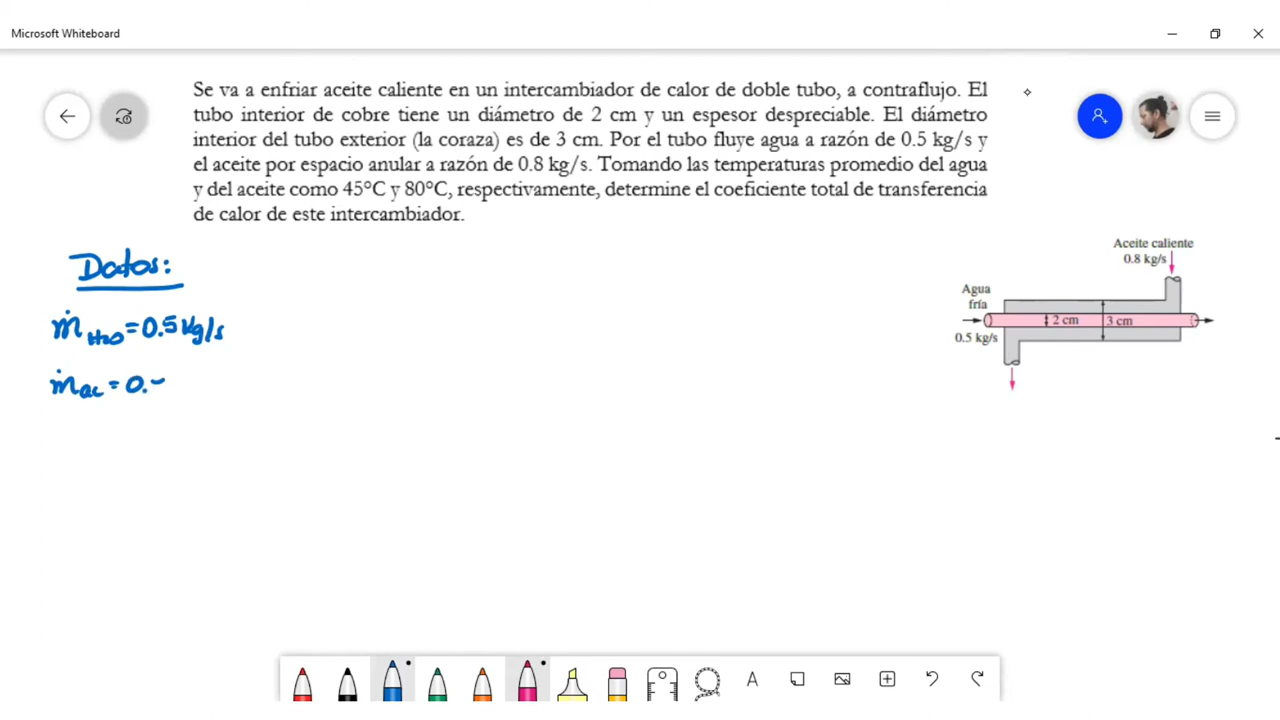 Microsoft Whiteboard
Se va a enfriar aceite caliente en un intercambiador de calor de doble tubo, a contraflujo. El
tubo interior de cobre tiene un diámetro de 2 cm y un espesor despreciable. El diámetro
interior del tubo exterior (la coraza) es de 3 cm. Por el tubo fluye agua a razón de 0.5 kg/s y
el aceite por espacio anular a razón de 0.8 kg/s. Tomando las temperaturas promedio del agua
y del aceite como 45°C y 80°C, respectivamente, determine el coeficiente total de transferencia
de calor de este intercambiador.
Datos:
ṁ H2O = 0.5 kg/s
ṁ ac = 0.
Aceite caliente
0.8 kg/s
Agua
fría
2 cm
3 cm
0.5 kg/s
A